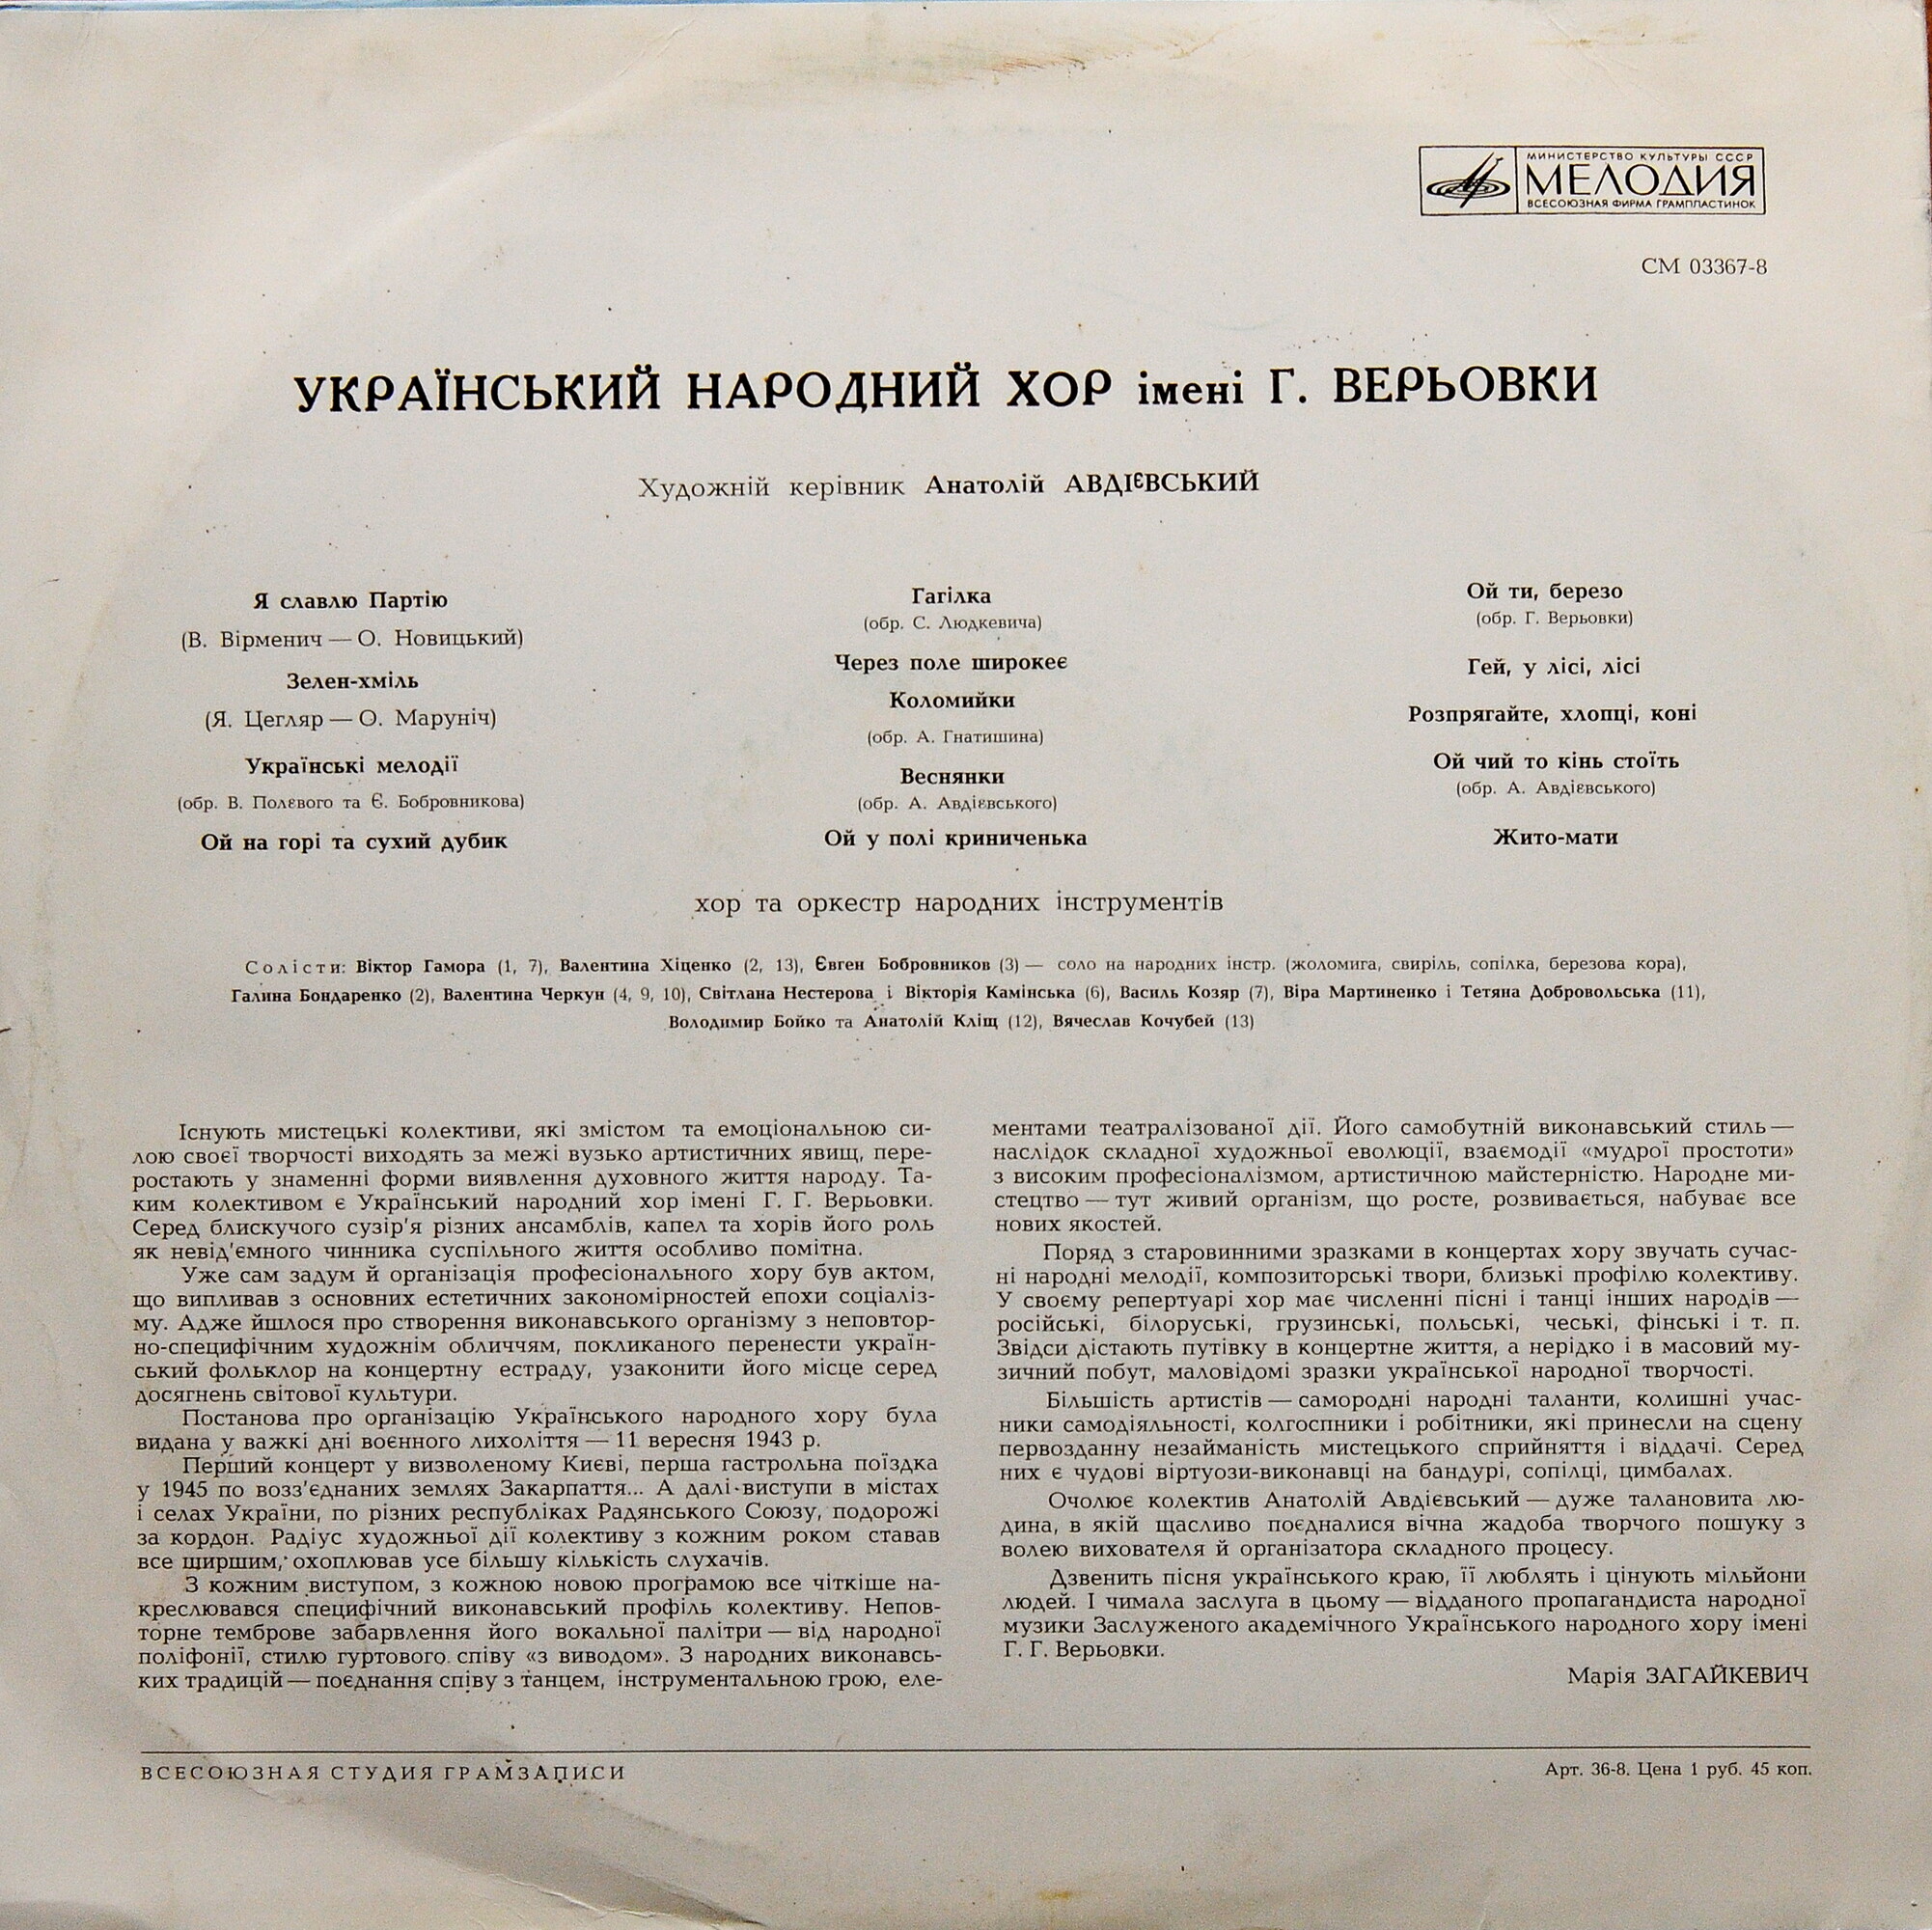 МИНИСТЕРСТВО КУЛЬТУРЫ СССР
МЕЛОДИЯ
ВСЕСОЮЗНАЯ ФИРМА ГРАМПЛАСТИНОК
СМ 03367-8
УКРАЇНСЬКИЙ НАРОДНИЙ ХОР імені Г. ВЕРЬОВКИ
Художній керівник Анатолій АВДІЄВСЬКИЙ
Я славлю Партію
(В. Вірменич — О. Новицький)
Зелен-хміль
(Я. Цегляр — О. Маруніч)
Українські мелодії
(обр. В. Полєвого та Є. Бобровникова)
Ой на горі та сухий дубик
Гагілка
(обр. С. Людкевича)
Через поле широкеє
Коломийки
(обр. А. Гнатишина)
Веснянки
(обр. А. Авдієвського)
Ой у полі криниченька
Ой ти, березо
(обр. Г. Верьовки)
Гей, у лісі, лісі
Розпрягайте, хлопці, коні
Ой чий то кінь стоїть
(обр. А. Авдієвського)
Жито-мати
хор та оркестр народних інструментів
Солісти: Віктор Гамора (1, 7), Валентина Хіценко (2, 13), Євген Бобровников (3) — соло на народних інстр. (жоломига, свиріль, сопілка, березова кора),
Галина Бондаренко (2), Валентина Черкун (4, 9, 10), Світлана Нестерова і Вікторія Камінська (6), Василь Козяр (7), Віра Мартиненко і Тетяна Добровольська (11),
Володимир Бойко та Анатолій Кліщ (12), Вячеслав Кочубей (13)
Існують мистецькі колективи, які змістом та емоціональною си-
лою своєї творчості виходять за межі вузько артистичних явищ, пере-
ростають у знаменні форми виявлення духовного життя народу. Та-
ким колективом є Український народний хор імені Г. Г. Верьовки.
Серед блискучого сузір'я різних ансамблів, капел та хорів його роль
як невід'ємного чинника суспільного життя особливо помітна.
Уже сам задум й організація професіонального хору був актом,
що випливав з основних естетичних закономірностей епохи соціаліз-
му. Адже йшлося про створення виконавського організму з неповтор-
но-специфічним художнім обличчям, покликаного перенести україн-
ський фольклор на концертну естраду, узаконити його місце серед
досягнень світової культури.
Постанова про організацію Українського народного хору була
видана у важкі дні воєнного лихоліття — 11 вересня 1943 р.
Перший концерт у визволеному Києві, перша гастрольна поїздка
у 1945 по возз'єднаних землях Закарпаття... А далі-виступи в містах
і селах України, по різних республіках Радянського Союзу, подорожі
за кордон. Радіус художньої дії колективу з кожним роком ставав
все ширшим, охоплював усе більшу кількість слухачів.
З кожним виступом, з кожною новою програмою все чіткіше на-
креслювався специфічний виконавський профіль колективу. Непов-
торне темброве забарвлення його вокальної палітри — від народної
поліфонії, стилю гуртового співу «з виводом». З народних виконавсь-
ких традицій — поєднання співу з танцем, інструментальною грою, еле-
ментами театралізованої дії. Його самобутній виконавський стиль —
наслідок складної художньої еволюції, взаємодії «мудрої простоти»
з високим професіоналізмом, артистичною майстерністю. Народне ми-
стецтво — тут живий організм, що росте, розвивається, набуває все
нових якостей.
Поряд з старовинними зразками в концертах хору звучать сучас-
ні народні мелодії, композиторські твори, близькі профілю колективу.
У своєму репертуарі хор має численні пісні і танці інших народів —
російські, білоруські, грузинські, польські, чеські, фінські і т. п.
Звідси дістають путівку в концертне життя, а нерідко і в масовий му-
зичний побут, маловідомі зразки української народної творчості.
Більшість артистів — самородні народні таланти, колишні учас-
ники самодіяльності, колгоспники і робітники, які принесли на сцену
первозданну незайманість мистецького сприйняття і віддачі. Серед
них є чудові віртуози-виконавці на бандурі, сопілці, цимбалах.
Очолює колектив Анатолій Авдієвський — дуже талановита лю-
дина, в якій щасливо поєдналися вічна жадоба творчого пошуку з
волею вихователя й організатора складного процесу.
Дзвенить пісня українського краю, її люблять і цінують мільйони
людей. І чимала заслуга в цьому — відданого пропагандиста народної
музики Заслуженого академічного Українського народного хору імені
Г. Г. Верьовки.
Марія ЗАГАЙКЕВИЧ
ВСЕСОЮЗНАЯ СТУДИЯ ГРАМЗАПИСИ
Арт. 36-8. Цена 1 руб. 45 коп.